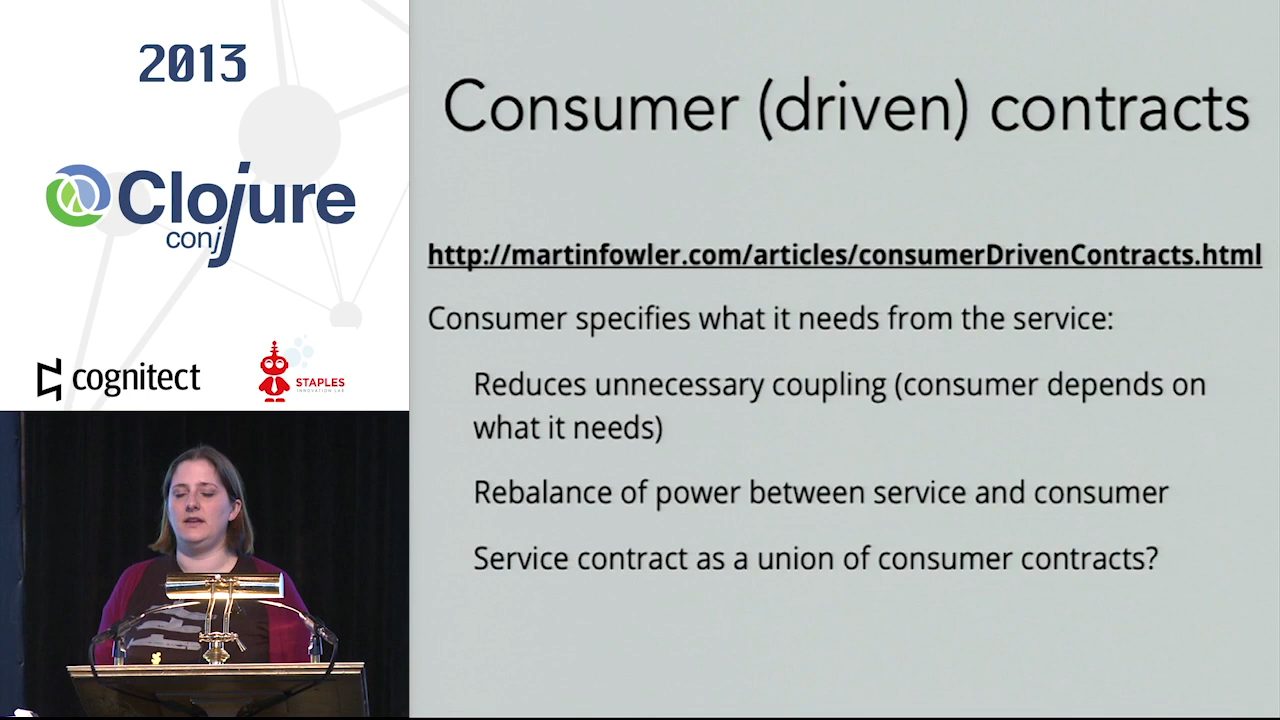 2013
Clojure
conj
cognitect
STAPLES
INNOVATION LAB
Consumer (driven) contracts
http://martinfowler.com/articles/consumerDrivenContracts.html
Consumer specifies what it needs from the service:
Reduces unnecessary coupling (consumer depends on
what it needs)
Rebalance of power between service and consumer
Service contract as a union of consumer contracts?